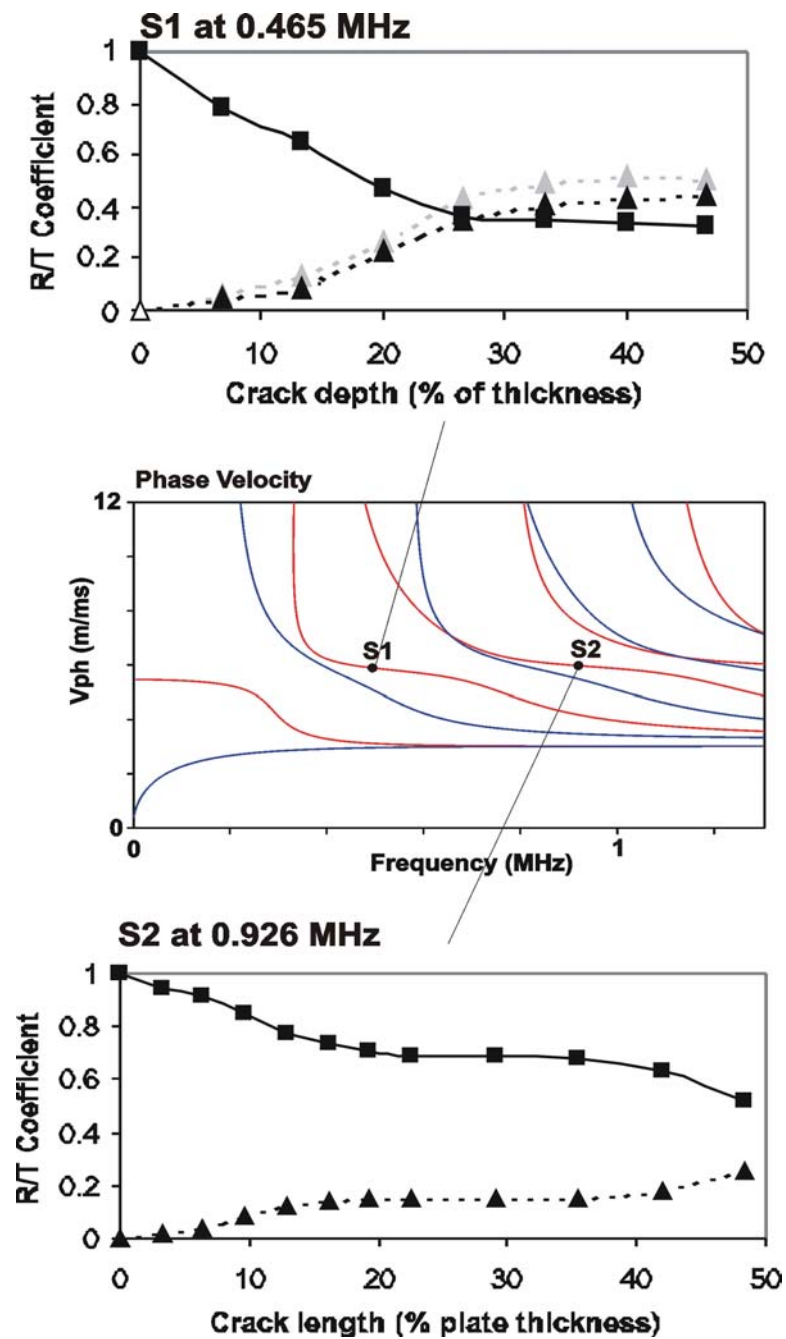 S1 at 0.465 MHz
1
0.8
0.6
0.4
0.2
0
R/T Coefficient
0 10 20 30 40 50
Crack depth (% of thickness)
Phase Velocity
12
Vph (m/ms)
S1 S2
0
0 1
Frequency (MHz)
S2 at 0.926 MHz
1
0.8
0.6
0.4
0.2
0
R/T Coefficient
0 10 20 30 40 50
Crack length (% plate thickness)